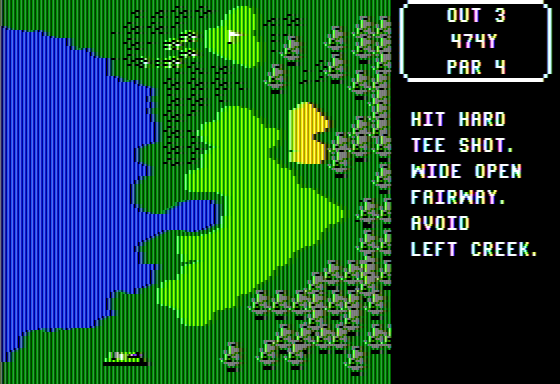 OUT 3
474Y
PAR 4
HIT HARD
TEE SHOT.
WIDE OPEN
FAIRWAY.
AVOID
LEFT CREEK.